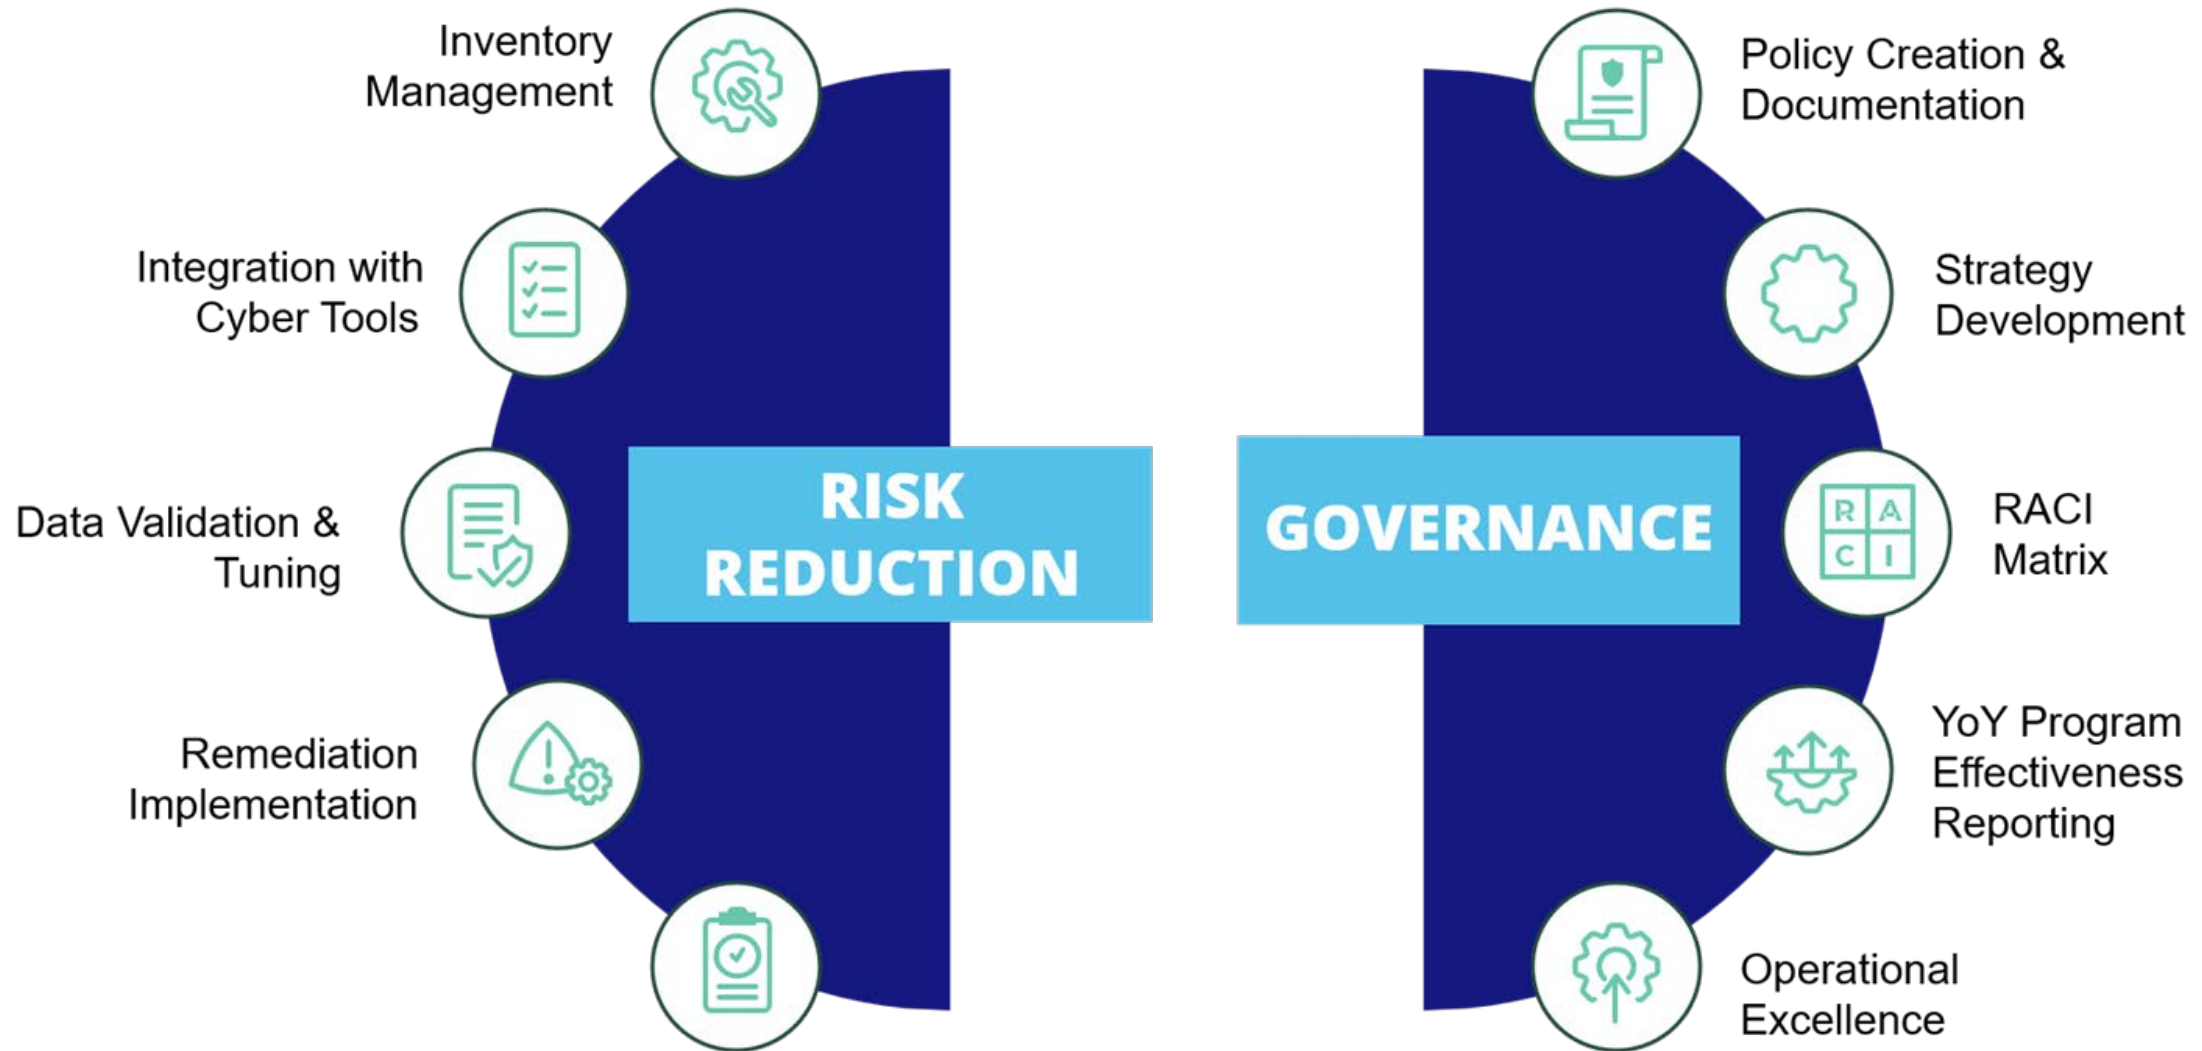 Inventory
Management
Integration with
Cyber Tools
Data Validation &
Tuning
Remediation
Implementation
RISK
REDUCTION
GOVERNANCE
Policy Creation &
Documentation
Strategy
Development
R A
C I
RACI
Matrix
YoY Program
Effectiveness
Reporting
Operational
Excellence